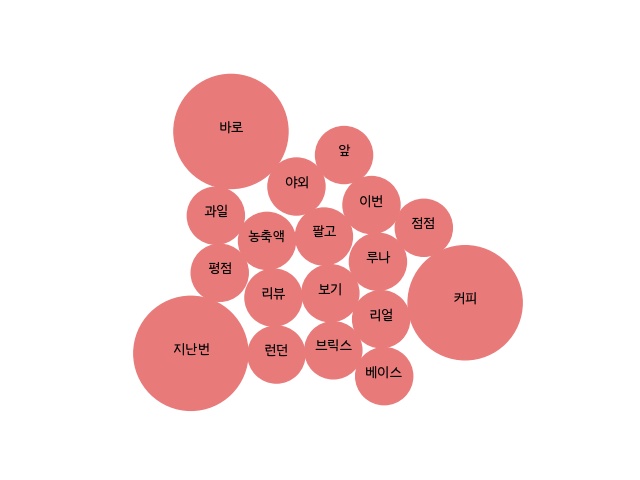 바로
앞
야외
이번
과일
점점
팔고
농축액
루나
평점
보기
리뷰
커피
리얼
브릭스
지난번
런던
베이스